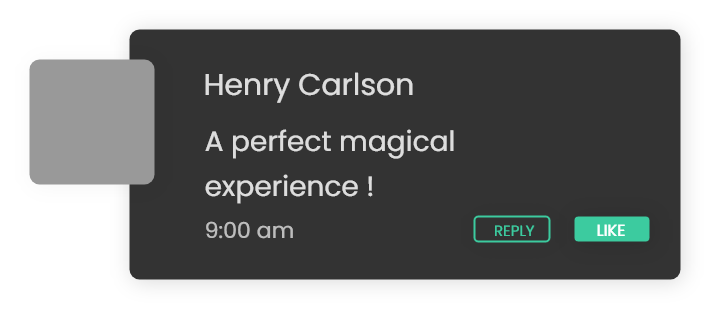 Henry Carlson
A perfect magical
experience !
9:00 am
REPLY
LIKE